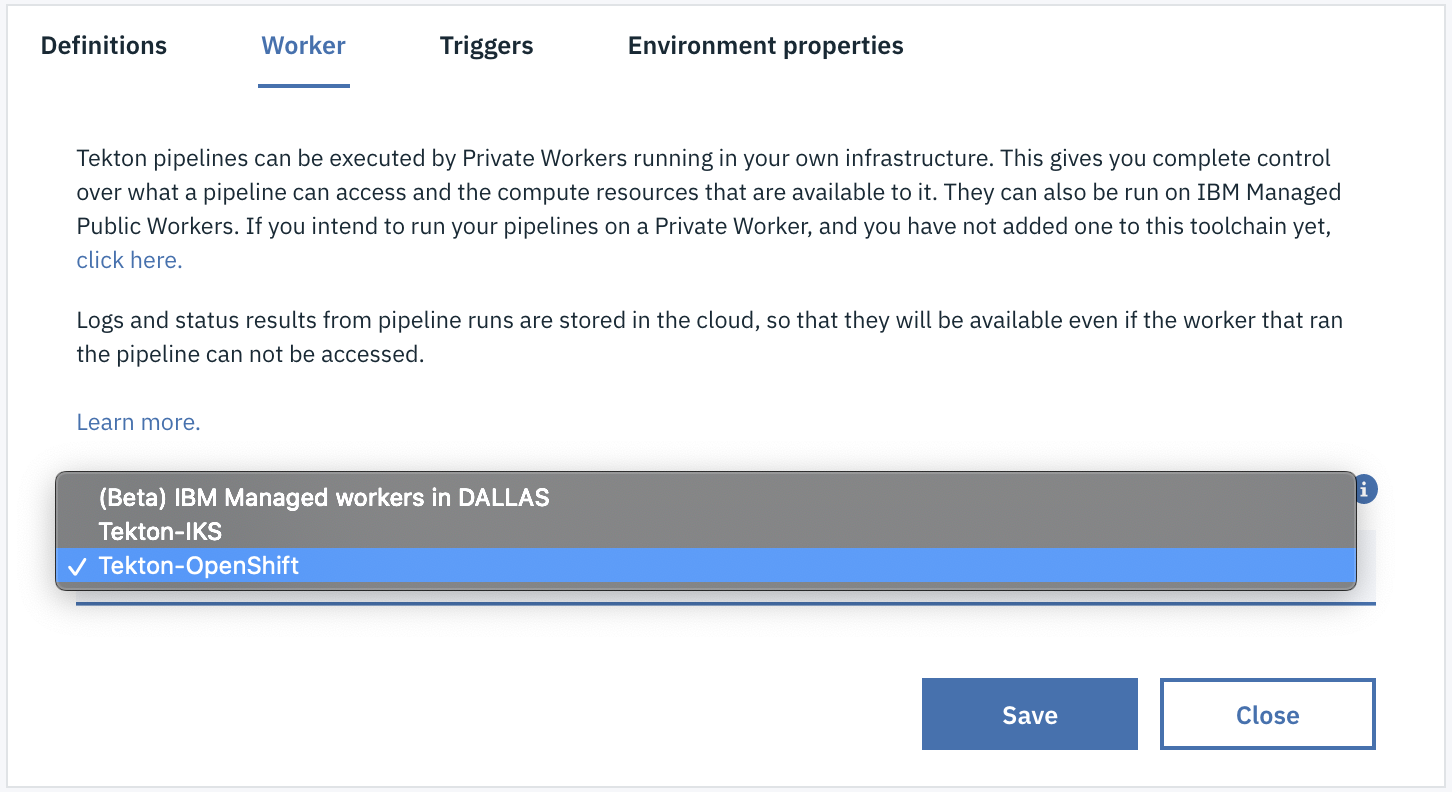 Definitions Worker Triggers Environment properties
Tekton pipelines can be executed by Private Workers running in your own infrastructure. This gives you complete control
over what a pipeline can access and the compute resources that are available to it. They can also be run on IBM Managed
Public Workers. If you intend to run your pipelines on a Private Worker, and you have not added one to this toolchain yet,
click here.
Logs and status results from pipeline runs are stored in the cloud, so that they will be available even if the worker that ran
the pipeline can not be accessed.
Learn more.
(Beta) IBM Managed workers in DALLAS
Tekton-IKS
✓ Tekton-OpenShift
Save Close